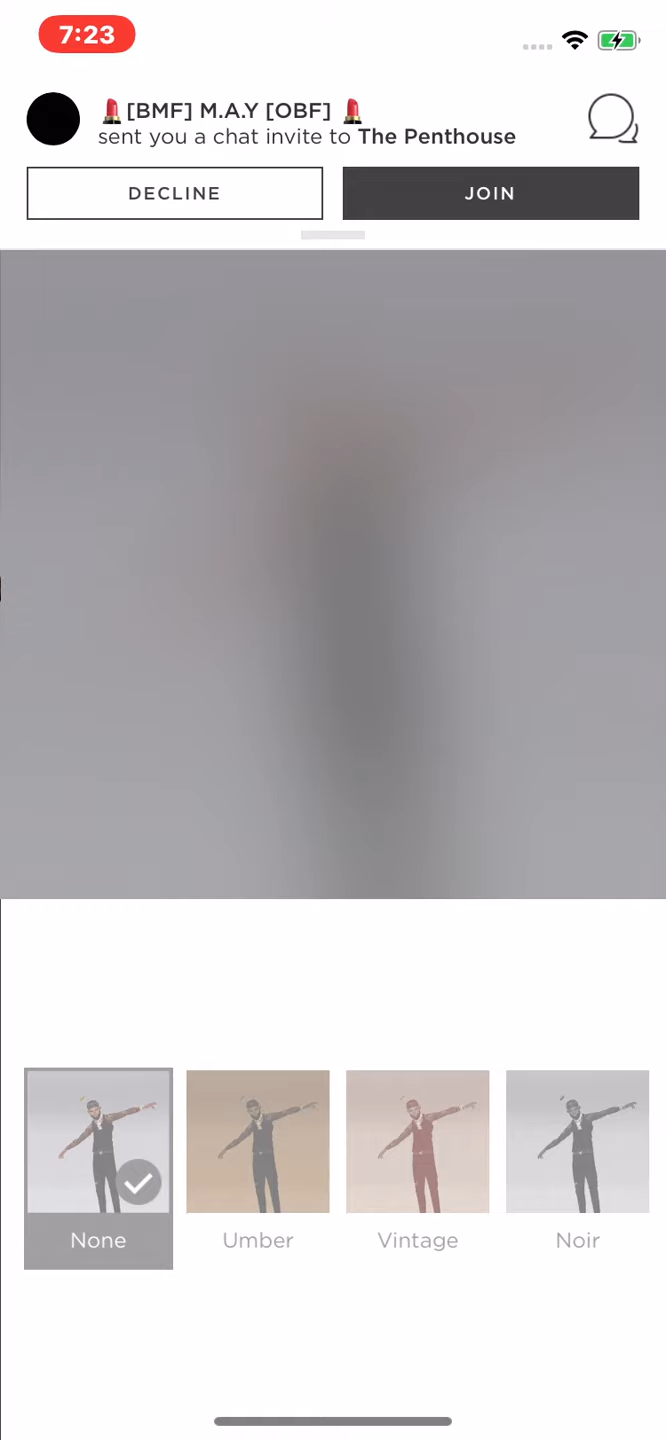 7:23
💄[BMF] M.A.Y [OBF] 💄
sent you a chat invite to The Penthouse
DECLINE
JOIN
None
Umber
Vintage
Noir